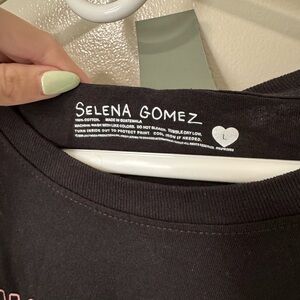 SELENA GOMEZ
100% COTTON. MADE IN GUATEMALA
MACHINE WASH WITH LIKE COLORS. DO NOT BLEACH. TUMBLE DRY LOW.
TURN INSIDE OUT TO PROTECT PRINT. COOL IRON IF NEEDED.
L